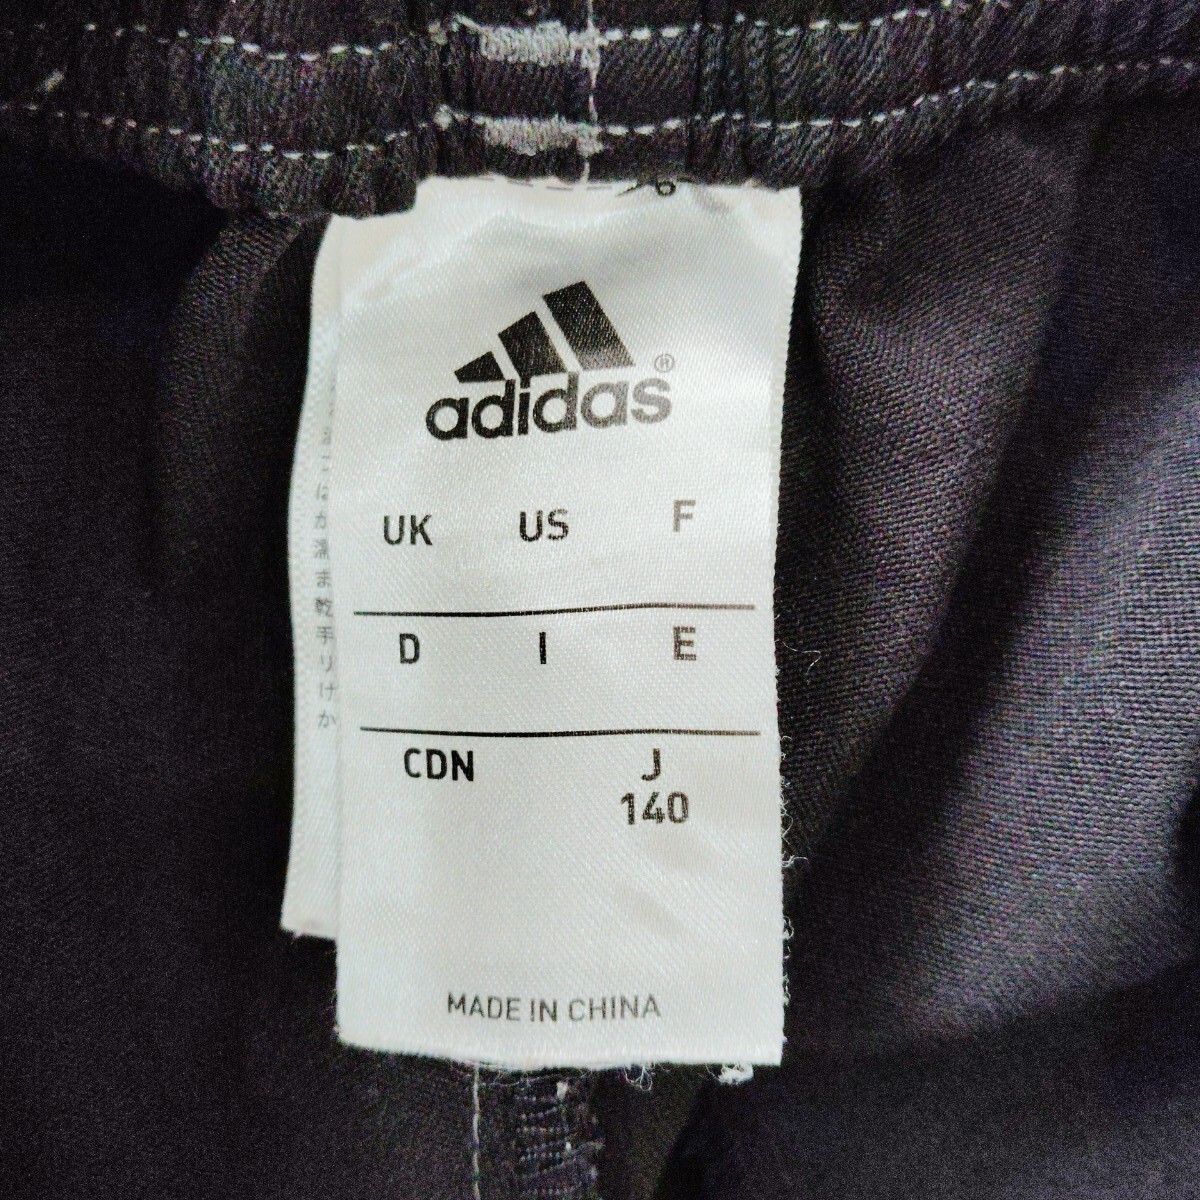 adidas®
UK US F
D I E
CDN J
140
MADE IN CHINA